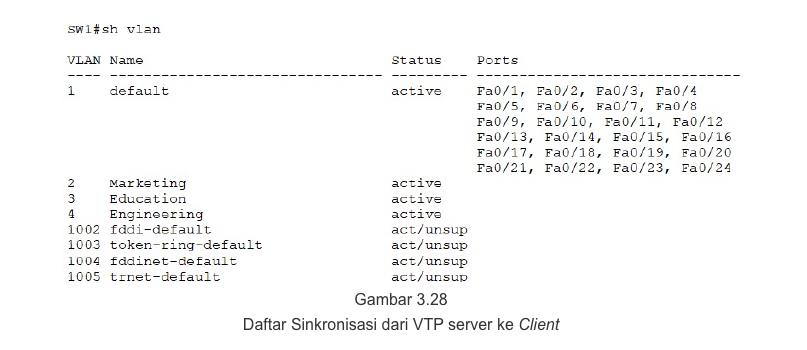 SW1#sh vlan
VLAN Name Status Ports
---- -------------------------------- --------- -------------------------------
1 default active Fa0/1, Fa0/2, Fa0/3, Fa0/4
Fa0/5, Fa0/6, Fa0/7, Fa0/8
Fa0/9, Fa0/10, Fa0/11, Fa0/12
Fa0/13, Fa0/14, Fa0/15, Fa0/16
Fa0/17, Fa0/18, Fa0/19, Fa0/20
Fa0/21, Fa0/22, Fa0/23, Fa0/24
2 Marketing active
3 Education active
4 Engineering active
1002 fddi-default act/unsup
1003 token-ring-default act/unsup
1004 fddinet-default act/unsup
1005 trnet-default act/unsup
Gambar 3.28
Daftar Sinkronisasi dari VTP server ke Client